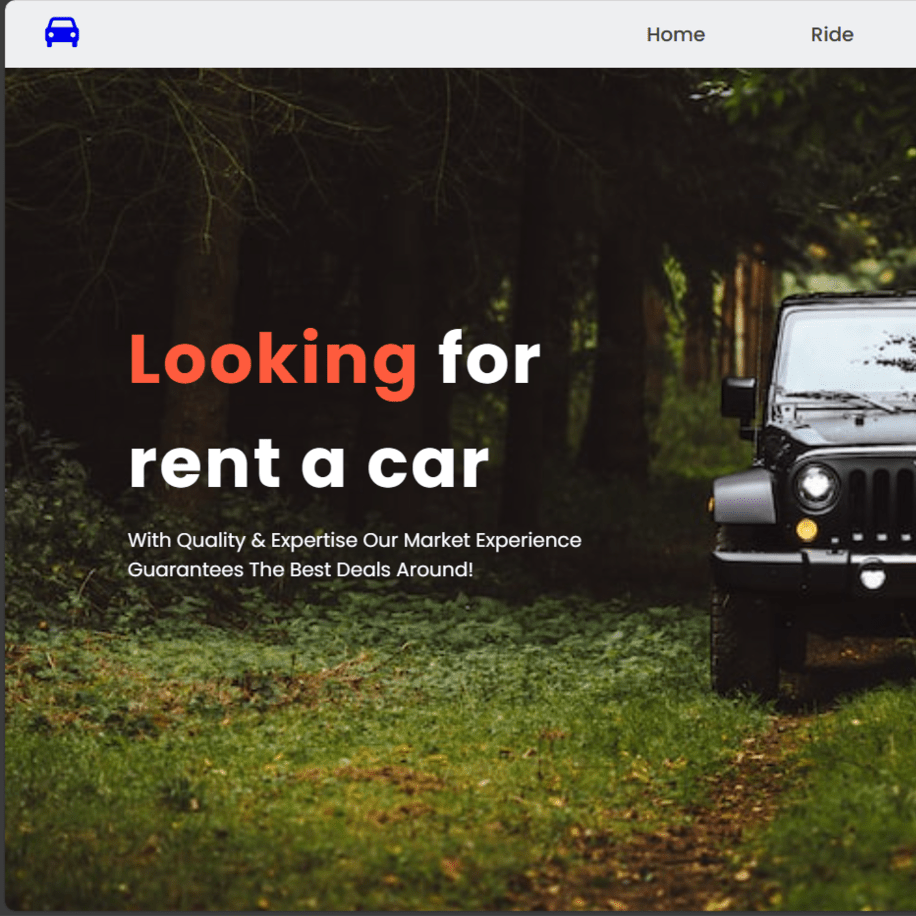 Home Ride
Looking for
rent a car
With Quality & Expertise Our Market Experience
Guarantees The Best Deals Around!